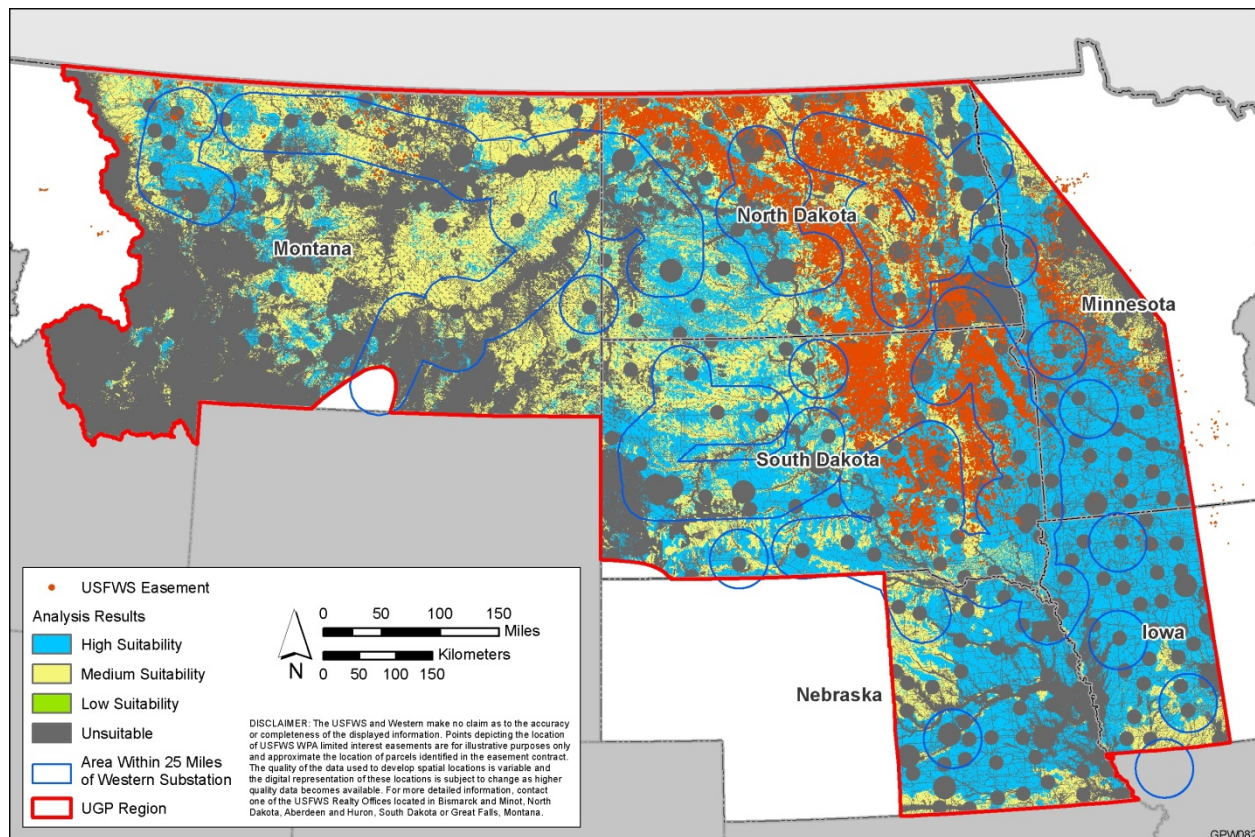 North Dakota
Montana
Minnesota
South Dakota
Iowa
Nebraska
USFWS Easement
Analysis Results
High Suitability
Medium Suitability
Low Suitability
Unsuitable
Area Within 25 Miles
of Western Substation
UGP Region
0 50 100 150
Miles
Kilometers
0 50 100 150
N
DISCLAIMER: The USFWS and Western make no claim as to the accuracy
or completeness of the displayed information. Points depicting the location
of USFWS WPA limited interest easements are for illustrative purposes only
and approximate the location of parcels identified in the easement contract.
The quality of the data used to develop spatial locations is variable and
the digital representation of these locations is subject to change as higher
quality data becomes available. For more detailed information, contact
one of the USFWS Realty Offices located in Bismarck and Minot, North
Dakota, Aberdeen and Huron, South Dakota or Great Falls, Montana.